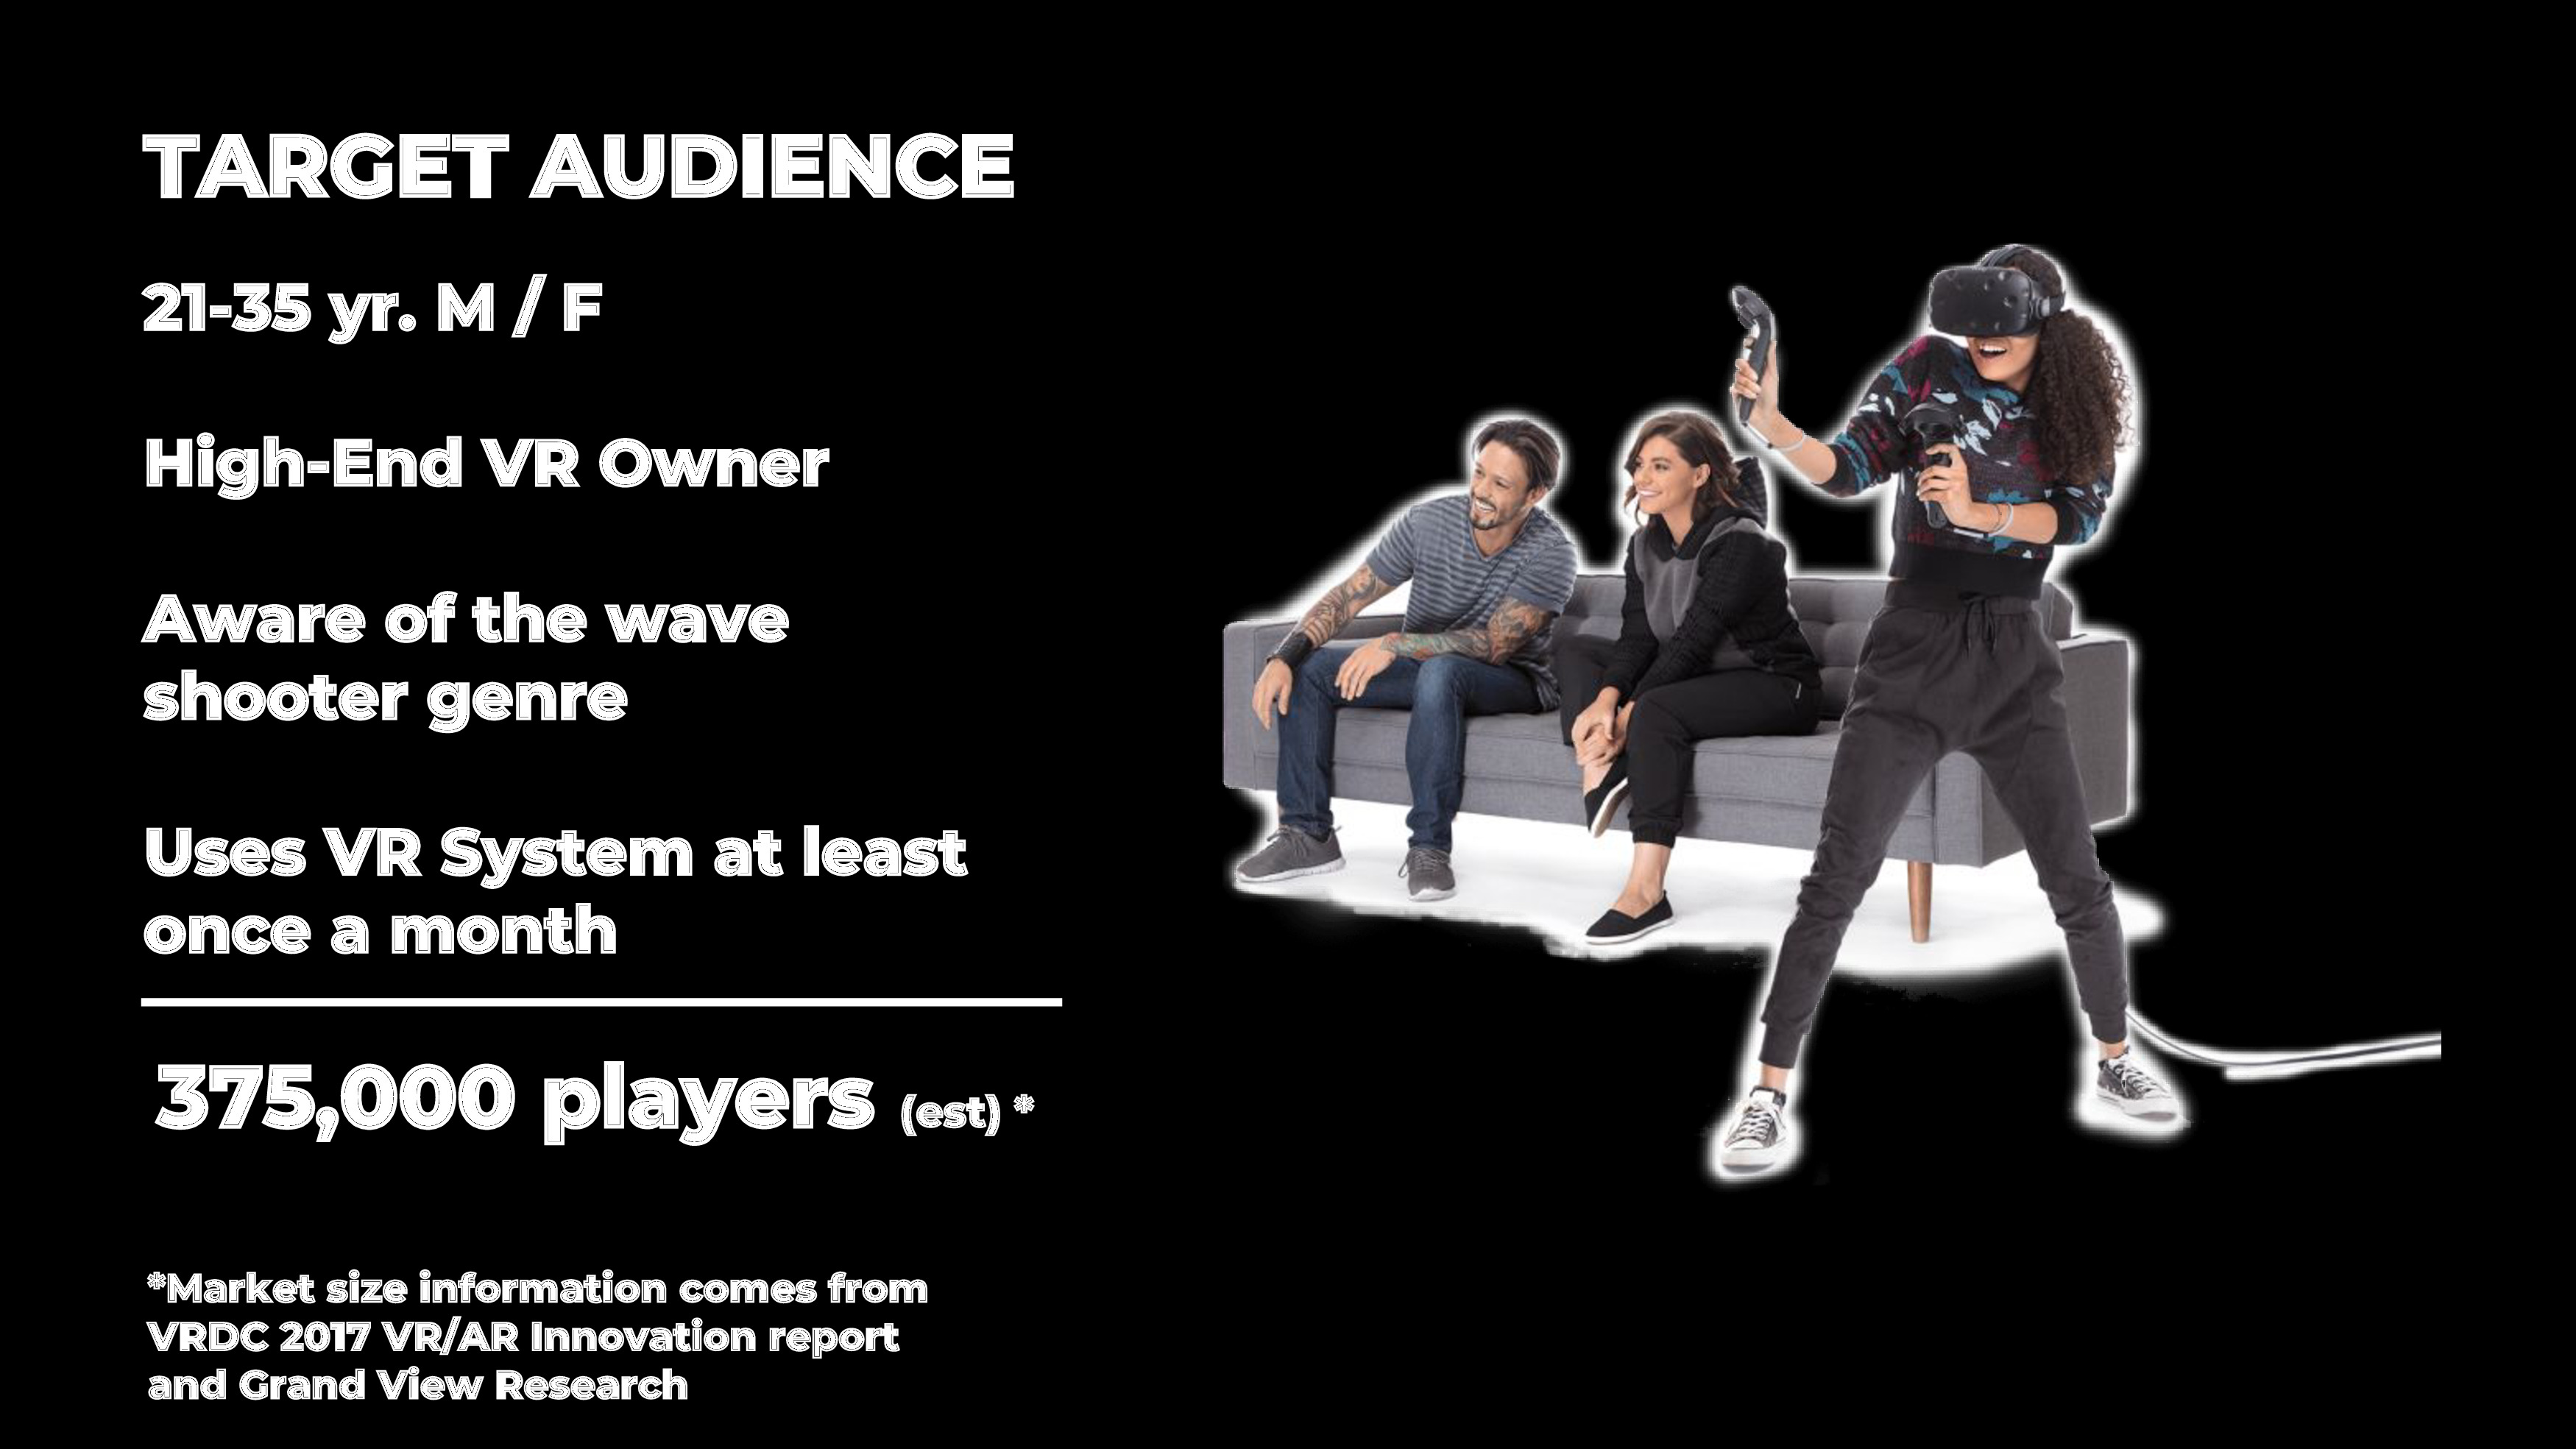 TARGET AUDIENCE
21-35 yr. M / F
High-End VR Owner
Aware of the wave
shooter genre
Uses VR System at least
once a month
375,000 players (est) *
*Market size information comes from
VRDC 2017 VR/AR Innovation report
and Grand View Research